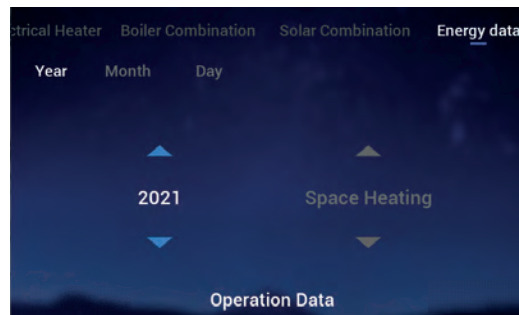 ctrical Heater Boiler Combination Solar Combination Energy data
Year Month Day
2021 Space Heating
Operation Data